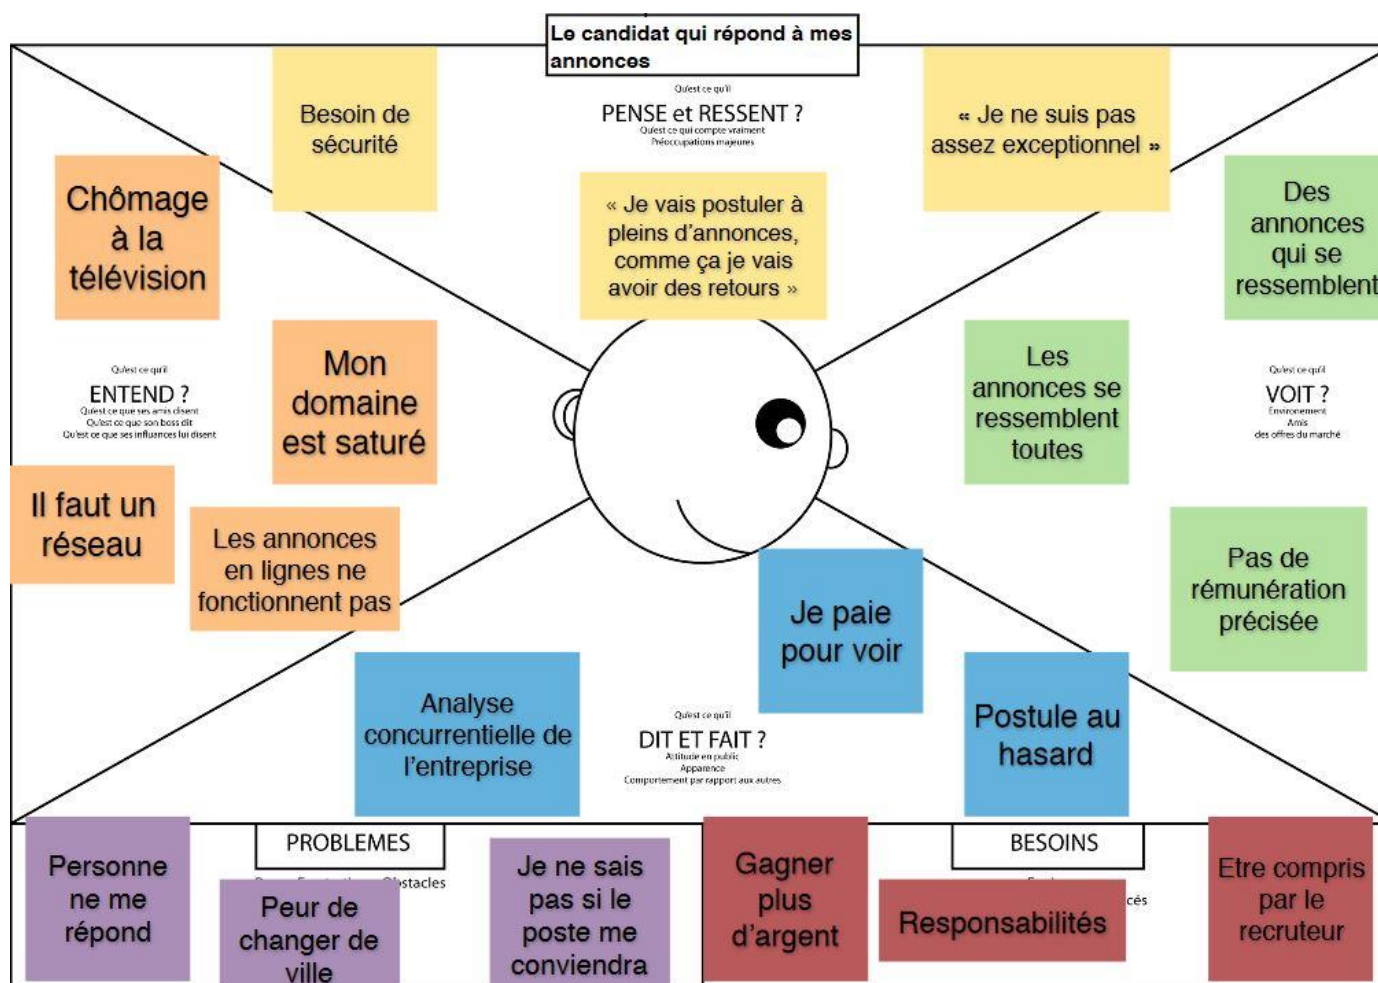 Le candidat qui répond à mes
annonces
Besoin de
sécurité
Qu'est ce qu'il
PENSE et RESSENT ?
Qu'est ce qui compte vraiment
Préoccupations majeures
« Je ne suis pas
assez exceptionnel »
Chômage
à la
télévision
« Je vais postuler à
pleins d'annonces,
comme ça je vais
avoir des retours »
Des
annonces
qui se
ressemblent
Qu'est ce qu'il
ENTEND ?
Qu'est ce que ses amis disent
Qu'est ce que son boss dit
Qu'est ce que ses influences lui disent
Mon
domaine
est saturé
Les
annonces se
ressemblent
toutes
Qu'est ce qu'il
VOIT ?
Environement
Amis
des offres du marché
Il faut un
réseau
Les annonces
en lignes ne
fonctionnent pas
Pas de
rémunération
précisée
Je paie
pour voir
Analyse
concurrentielle de
l'entreprise
Qu'est ce qu'il
DIT ET FAIT ?
Attitude en public
Apparence
Comportement par rapport aux autres
Postule au
hasard
PROBLEMES
BESOINS
Personne
ne me
répond
Peur de
changer de
ville
Je ne sais
pas si le
poste me
conviendra
Gagner
plus
d'argent
Responsabilités
Etre compris
par le
recruteur